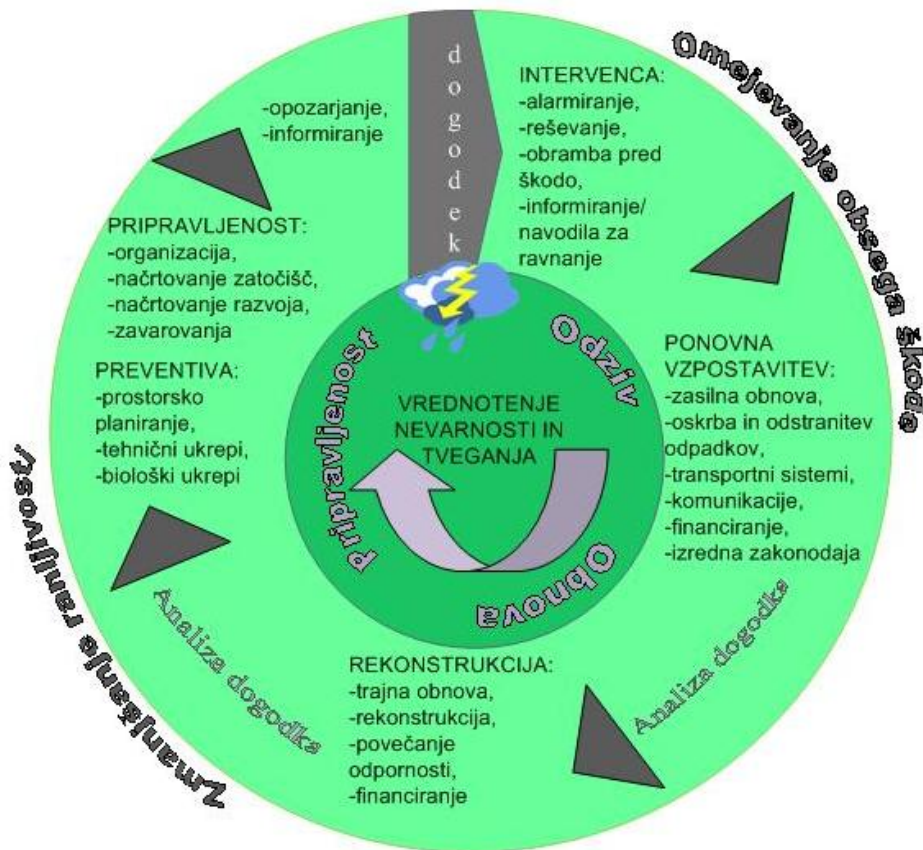 dogodek
INTERVENCA:
-alarmiranje,
-reševanje,
-obramba pred
škodo,
-informiranje/
navodila za
ravnanje
Omejevanje obsega škode
PONOVNA
VZPOSTAVITEV:
-zasilna obnova,
-oskrba in odstranitev
odpadkov,
-transportni sistemi,
-komunikacije,
-financiranje,
-izredna zakonodaja
Analiza dogodka
REKONSTRUKCIJA:
-trajna obnova,
-rekonstrukcija,
-povečanje
odpornosti,
-financiranje
Analiza dogodka
Zmanjšanje ranljivosti
PREVENTIVA:
-prostorsko
planiranje,
-tehnični ukrepi,
-biološki ukrepi
PRIPRAVLJENOST:
-organizacija,
-načrtovanje zatočišč,
-načrtovanje razvoja,
-zavarovanja
-opozarjanje,
-informiranje
Odziv
Obnova
Pripravljenost
VREDNOTENJE
NEVARNOSTI IN
TVEGANJA